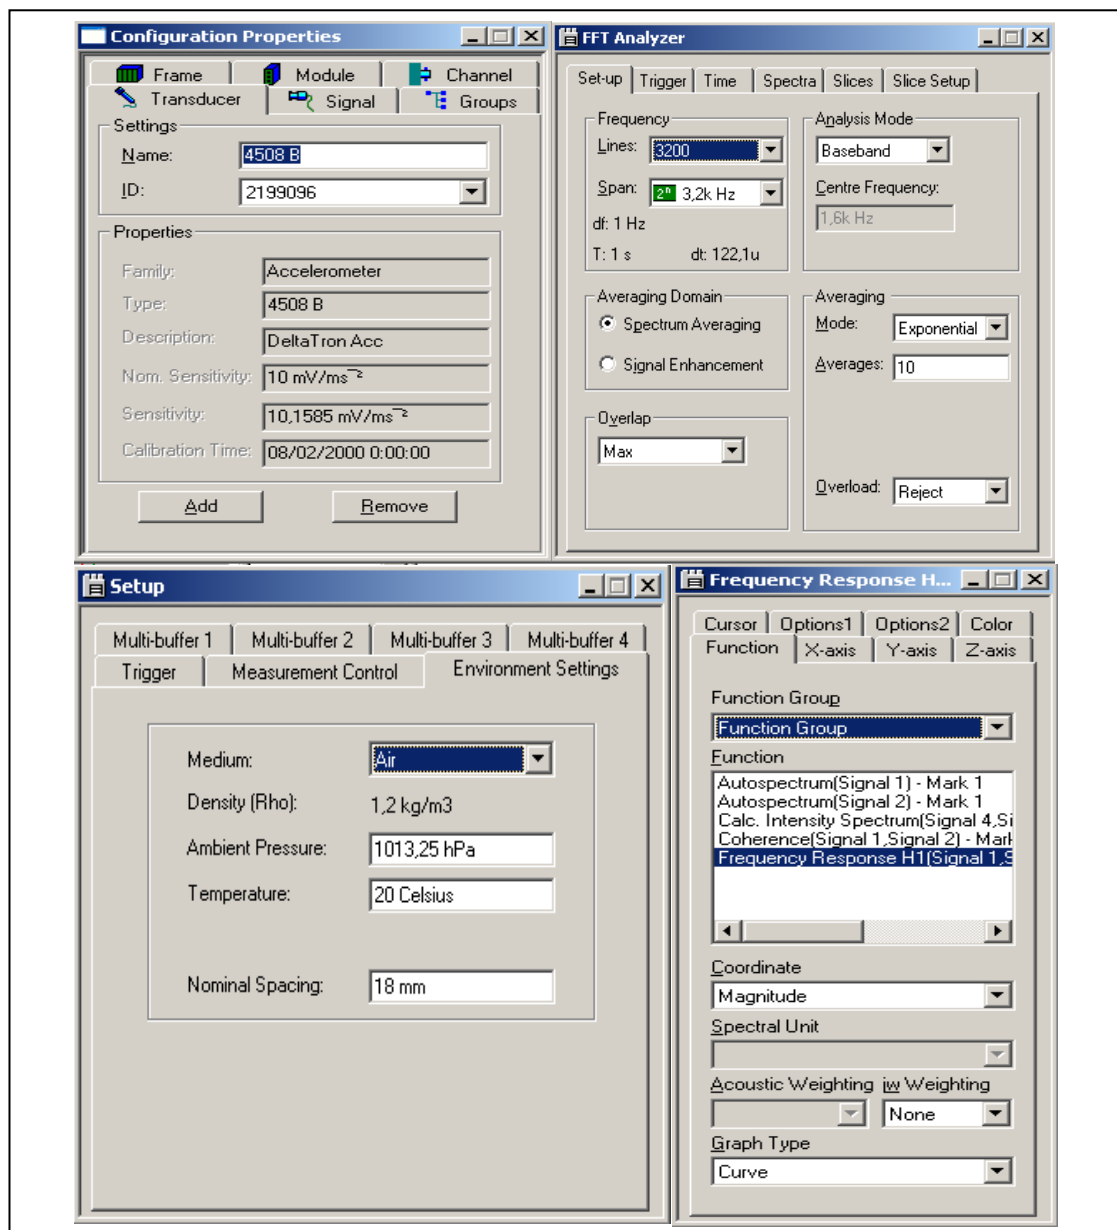 Configuration Properties
Frame Module Channel
Transducer Signal Groups
Settings
Name: 4508 B
ID: 2199096
Properties
Family: Accelerometer
Type: 4508 B
Description: DeltaTron Acc
Nom. Sensitivity: 10 mV/ms⁻²
Sensitivity: 10,1585 mV/ms⁻²
Calibration Time: 08/02/2000 0:00:00
Add Remove
FFT Analyzer
Set-up Trigger Time Spectra Slices Slice Setup
Frequency
Lines: 3200
Span: 2ⁿ 3,2k Hz
df: 1 Hz
T: 1 s dt: 122,1u
Analysis Mode
Baseband
Centre Frequency:
1,6k Hz
Averaging Domain
Spectrum Averaging
Signal Enhancement
Averaging
Mode: Exponential
Averages: 10
Overload: Reject
Overlap
Max
Setup
Multi-buffer 1 Multi-buffer 2 Multi-buffer 3 Multi-buffer 4
Trigger Measurement Control Environment Settings
Medium: Air
Density (Rho): 1,2 kg/m3
Ambient Pressure: 1013,25 hPa
Temperature: 20 Celsius
Nominal Spacing: 18 mm
Frequency Response H...
Cursor Options1 Options2 Color
Function X-axis Y-axis Z-axis
Function Group
Function Group
Function
Autospectrum(Signal 1) - Mark 1
Autospectrum(Signal 2) - Mark 1
Calc. Intensity Spectrum(Signal 4,Si
Coherence(Signal 1,Signal 2) - Mark
Frequency Response H1(Signal 1,S
Coordinate
Magnitude
Spectral Unit
Acoustic Weighting jw Weighting
None
Graph Type
Curve